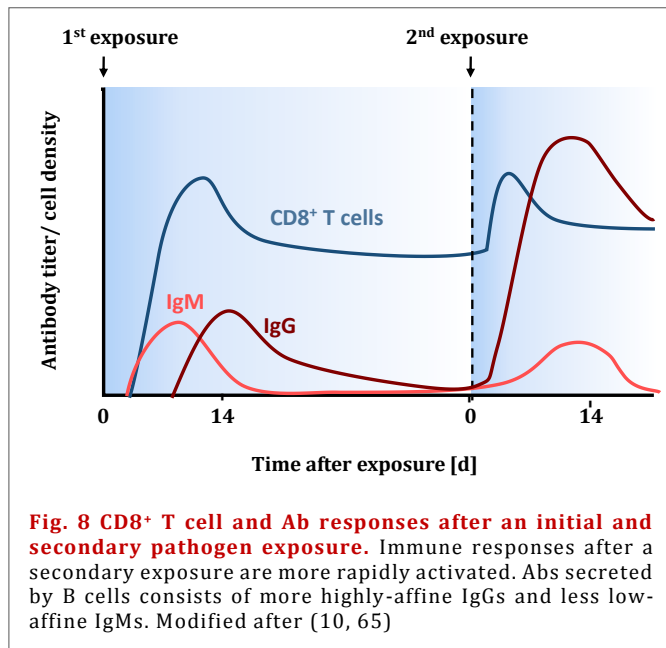 1st exposure
2nd exposure
Antibody titer/ cell density
CD8+ T cells
IgM
IgG
0
14
0
14
Time after exposure [d]
Fig. 8 CD8+ T cell and Ab responses after an initial and
secondary pathogen exposure. Immune responses after a
secondary exposure are more rapidly activated. Abs secreted
by B cells consists of more highly-affine IgGs and less low-
affine IgMs. Modified after (10, 65)